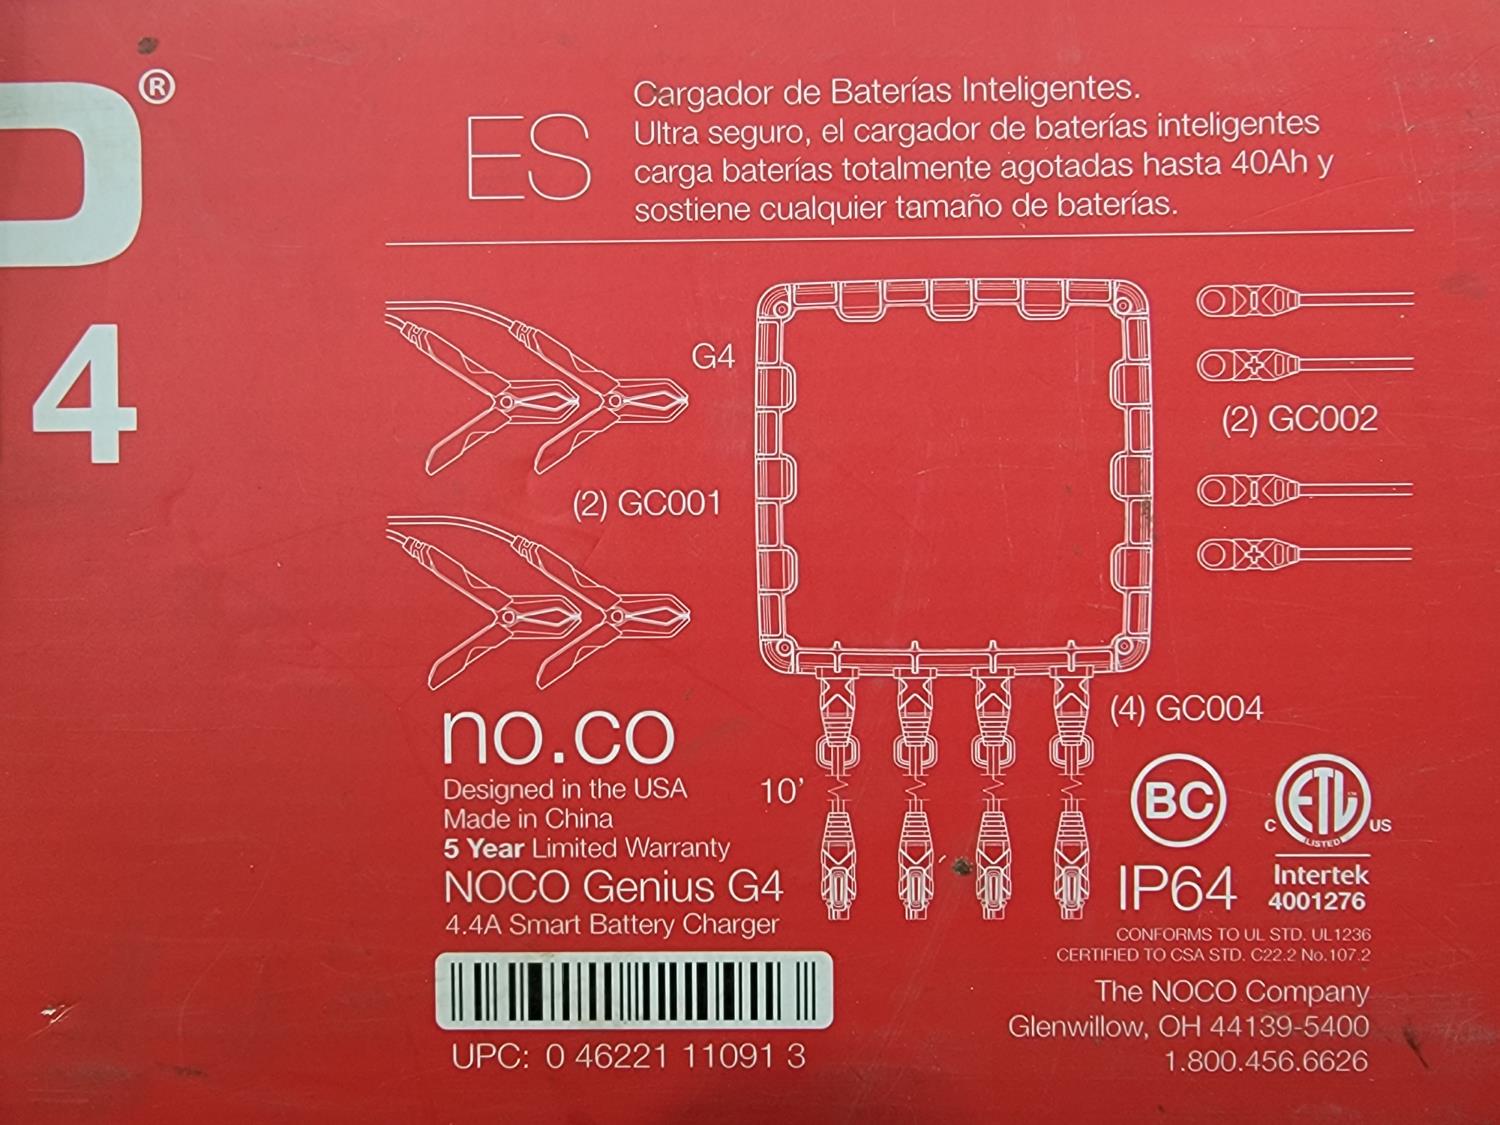 ®
4
ES
Cargador de Baterías Inteligentes.
Ultra seguro, el cargador de baterías inteligentes
carga baterías totalmente agotadas hasta 40Ah y
sostiene cualquier tamaño de baterías.
G4
(2) GC001
(2) GC002
(4) GC004
10'
no.co
Designed in the USA
Made in China
5 Year Limited Warranty
NOCO Genius G4
4.4A Smart Battery Charger
UPC: 0 46221 11091 3
BC
IP64
C ETL US
LISTED
Intertek
4001276
CONFORMS TO UL STD. UL1236
CERTIFIED TO CSA STD. C22.2 No.107.2
The NOCO Company
Glenwillow, OH 44139-5400
1.800.456.6626